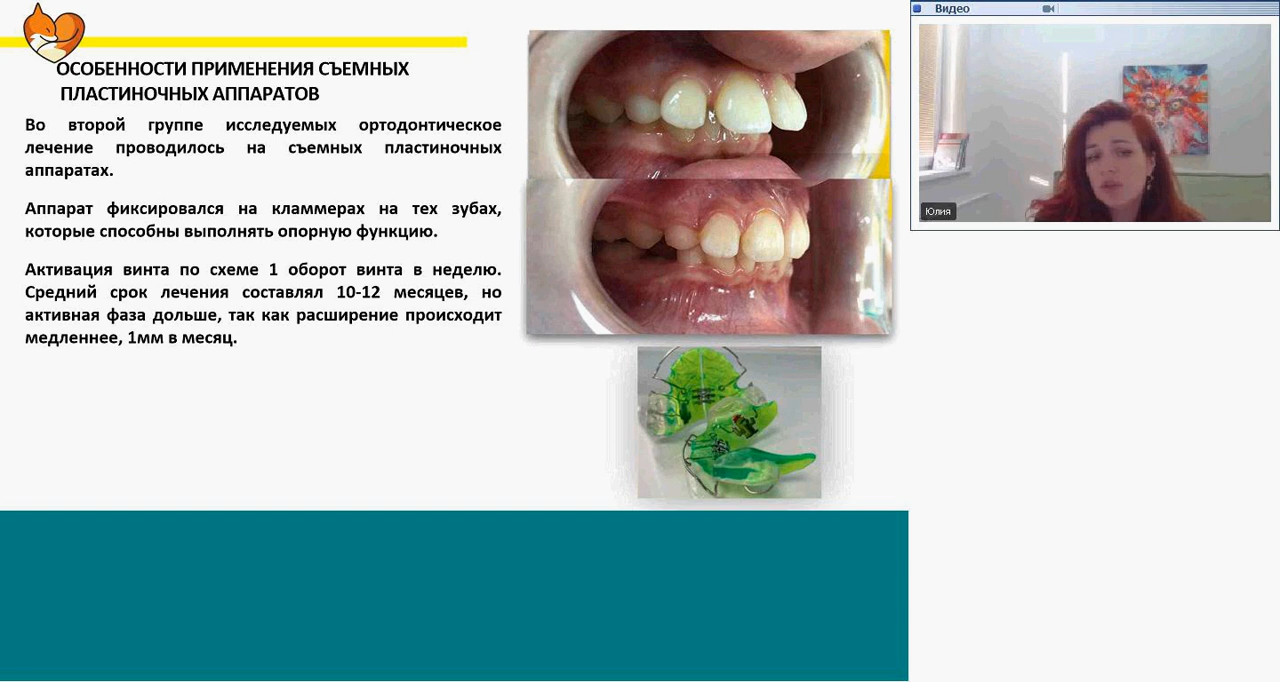 ОСОБЕННОСТИ ПРИМЕНЕНИЯ СЪЕМНЫХ
ПЛАСТИНОЧНЫХ АППАРАТОВ
Во второй группе исследуемых ортодонтическое
лечение проводилось на съемных пластиночных
аппаратах.
Аппарат фиксировался на кламмерах на тех зубах,
которые способны выполнять опорную функцию.
Активация винта по схеме 1 оборот винта в неделю.
Средний срок лечения составлял 10-12 месяцев, но
активная фаза дольше, так как расширение происходит
медленнее, 1мм в месяц.
Видео
Юлия